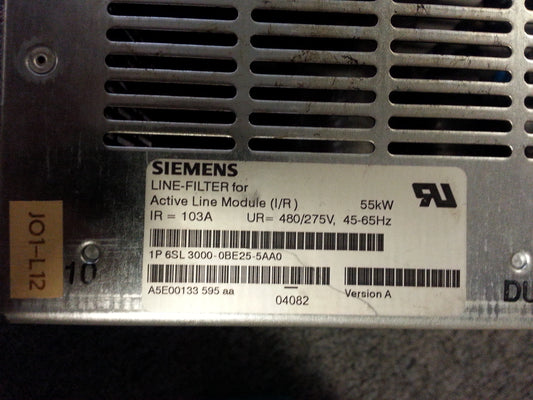 SIEMENS
LINE-FILTER for
Active Line Module (I/R) 55kW
IR = 103A UR= 480/275V, 45-65Hz
1P 6SL 3000-0BE25-5AA0
A5E00133 595 aa
04082
Version A
JO1-L12
10
DU